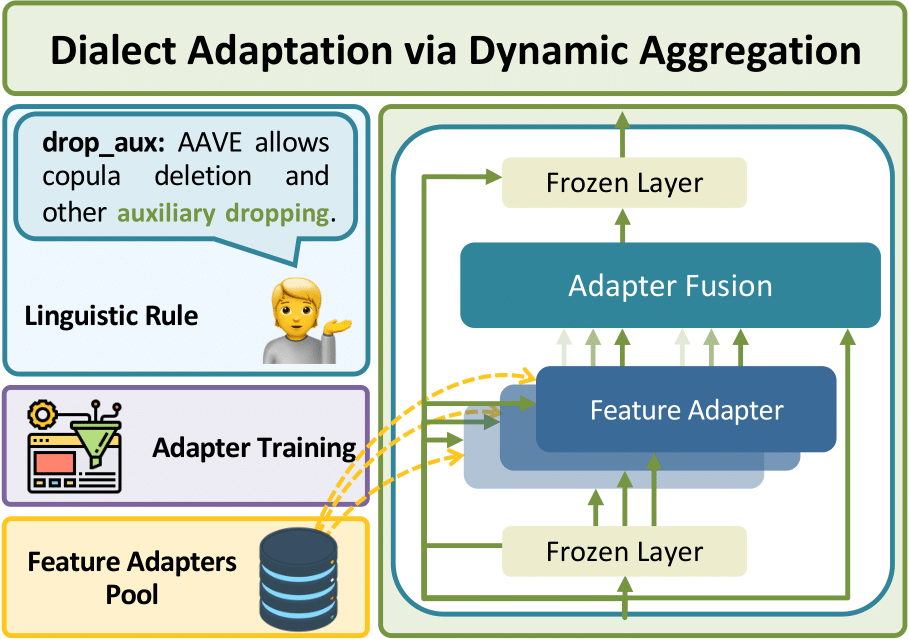 Dialect Adaptation via Dynamic Aggregation
drop_aux: AAVE allows
copula deletion and
other auxiliary dropping.
Linguistic Rule
Adapter Training
Feature Adapters
Pool
Frozen Layer
Adapter Fusion
Feature Adapter
Frozen Layer